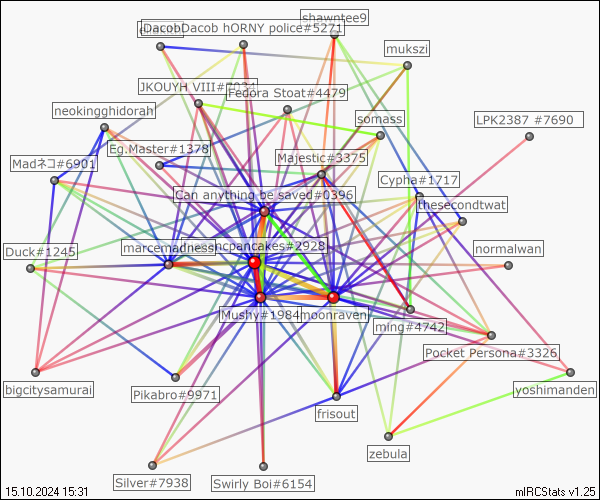 shawntee9
DacobDacob hORNY police#5271
mukszi
JKOUYH VIII#7934
Fedora Stoat#4479
neokingghidorah
somass
LPK2387 #7690
Eg.Master#1378
Majestic#3375
Madネコ#6901
Cypha#1717
Can anything be saved#0396
thesecondtwat
Duck#1245
marcemadness
ncpancakes#2928
normalwan
Mushy#1984
moonraven
ming#4742
Pocket Persona#3326
bigcitysamurai
Pikabro#9971
yoshimanden
frisout
zebula
Silver#7938
Swirly Boi#6154
15.10.2024 15:31
mIRCStats v1.25